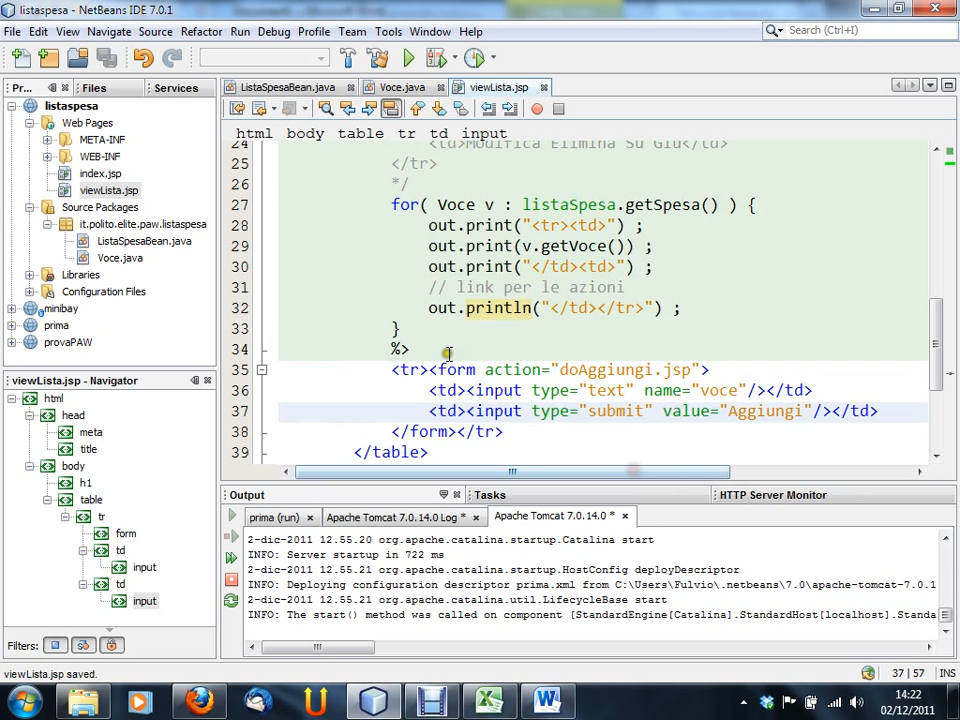 listaspesa - NetBeans IDE 7.0.1
File Edit View Navigate Source Refactor Run Debug Profile Team Tools Window Help
Search (Ctrl+I)
Pr... Files Services
ListaSpesaBean.java Voce.java viewLista.jsp
html body table tr td input
listaspesa
Web Pages
META-INF
WEB-INF
index.jsp
viewLista.jsp
Source Packages
it.polito.elite.paw.listaspesa
ListaSpesaBean.java
Voce.java
Libraries
Configuration Files
minibay
prima
provaPAW
24 <td>Modifica Elimina Su Giu</td>
25 </tr>
26 */
27 for( Voce v : listaSpesa.getSpesa() ) {
28 out.print("<tr><td>") ;
29 out.print(v.getVoce()) ;
30 out.print("</td><td>") ;
31 // link per le azioni
32 out.println("</td></tr>") ;
33 }
34 %>
35 <tr><form action="doAggiungi.jsp">
36 <td><input type="text" name="voce"/></td>
37 <td><input type="submit" value="Aggiungi"/></td>
38 </form></tr>
39 </table>
viewLista.jsp - Navigator
html
head
meta
title
body
h1
table
tr
form
td
input
td
input
Filters:
Output Tasks HTTP Server Monitor
prima (run) Apache Tomcat 7.0.14.0 Log * Apache Tomcat 7.0.14.0 *
2-dic-2011 12.55.20 org.apache.catalina.startup.Catalina start
INFO: Server startup in 722 ms
2-dic-2011 12.55.21 org.apache.catalina.startup.HostConfig deployDescriptor
INFO: Deploying configuration descriptor prima.xml from C:\Users\Fulvio\.netbeans\7.0\apache-tomcat-7.0.1
2-dic-2011 12.55.21 org.apache.catalina.util.LifecycleBase start
INFO: The start() method was called on component [StandardEngine[Catalina].StandardHost[localhost].Standa
viewLista.jsp saved.
37 | 57 INS
14:22
02/12/2011